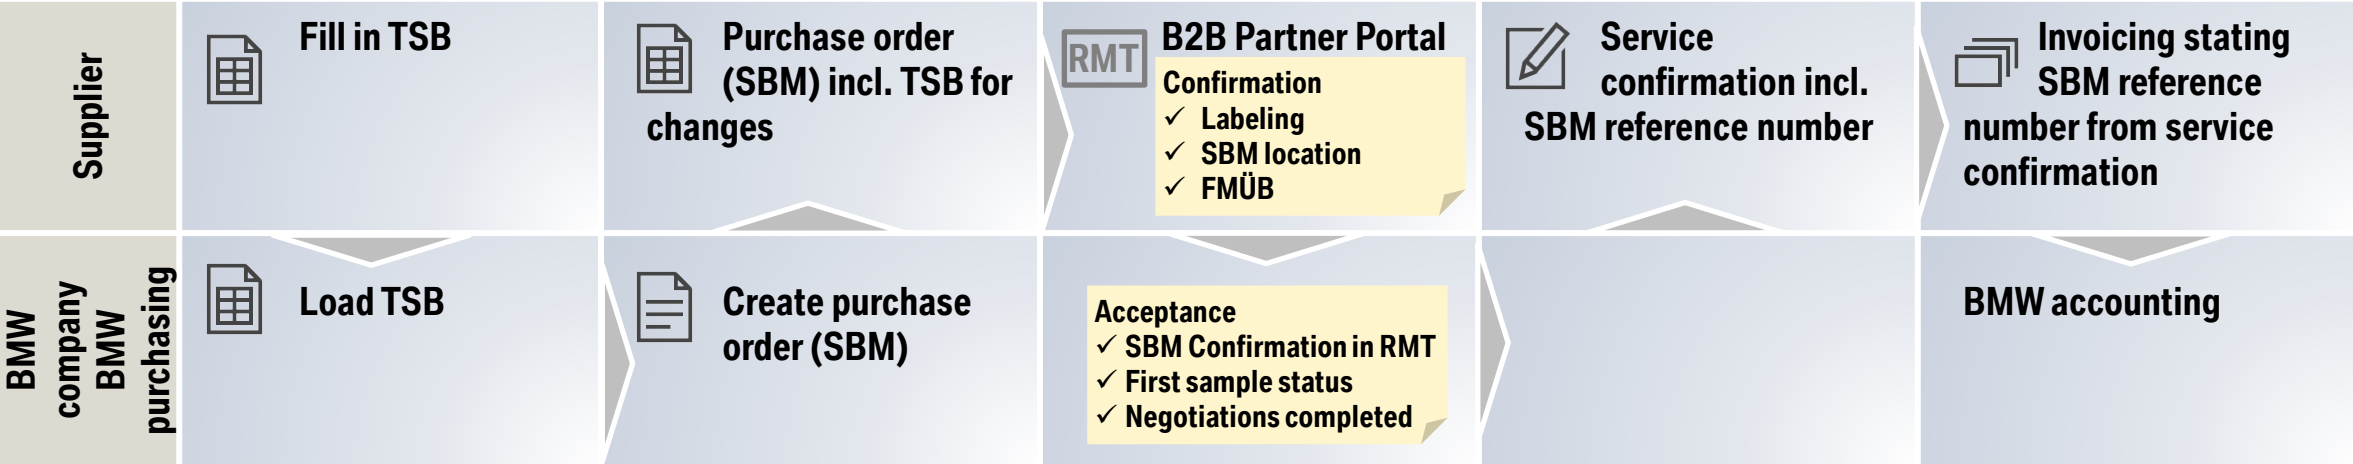 Supplier
Fill in TSB
Purchase order
(SBM) incl. TSB for
changes
RMT
B2B Partner Portal
Confirmation
✓ Labeling
✓ SBM location
✓ FMÜB
Service
confirmation incl.
SBM reference number
Invoicing stating
SBM reference
number from service
confirmation
BMW
company
BMW
purchasing
Load TSB
Create purchase
order (SBM)
Acceptance
✓ SBM Confirmation in RMT
✓ First sample status
✓ Negotiations completed
BMW accounting